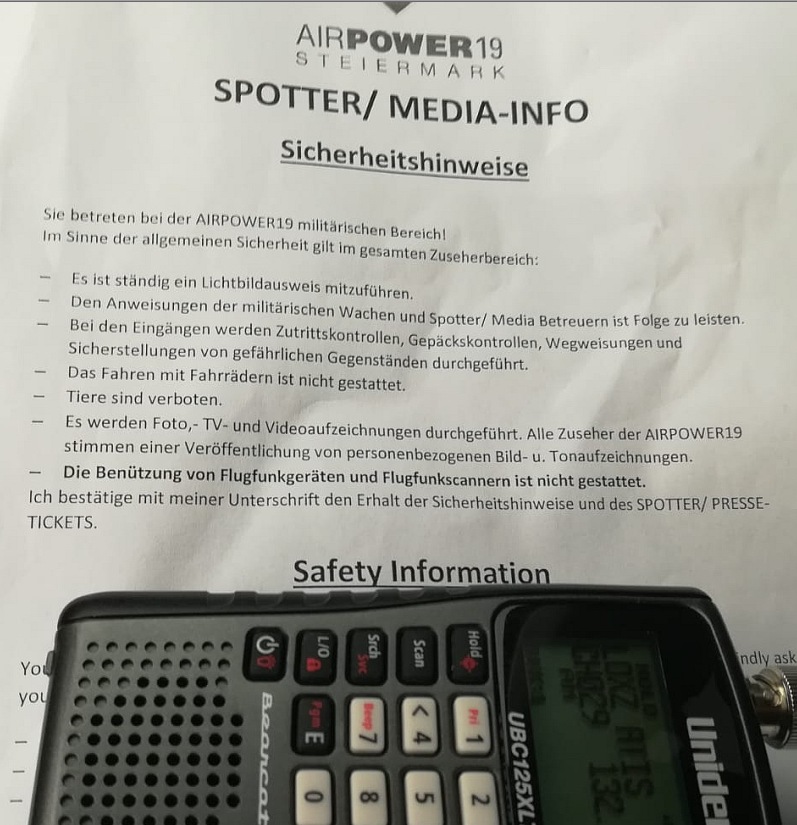 AIRPOWER19
STEIERMARK
SPOTTER/ MEDIA-INFO
Sicherheitshinweise
Sie betreten bei der AIRPOWER19 militärischen Bereich!
Im Sinne der allgemeinen Sicherheit gilt im gesamten Zuseherbereich:
– Es ist ständig ein Lichtbildausweis mitzuführen.
– Den Anweisungen der militärischen Wachen und Spotter/ Media Betreuern ist Folge zu leisten.
– Bei den Eingängen werden Zutrittskontrollen, Gepäckskontrollen, Wegweisungen und
Sicherstellungen von gefährlichen Gegenständen durchgeführt.
– Das Fahren mit Fahrrädern ist nicht gestattet.
– Tiere sind verboten.
– Es werden Foto,- TV- und Videoaufzeichnungen durchgeführt. Alle Zuseher der AIRPOWER19
stimmen einer Veröffentlichung von personenbezogenen Bild- u. Tonaufzeichnungen.
– Die Benützung von Flugfunkgeräten und Flugfunkscannern ist nicht gestattet.
Ich bestätige mit meiner Unterschrift den Erhalt der Sicherheitshinweise und des SPOTTER/ PRESSE-
TICKETS.
Safety Information
You
you
ndly ask
Hold
Scan
Srch
Svc
L/O
Pri 1
< 4
Beep 7
Pgm E
2
5
8
0
Bearcat
UBC125XL
Uniden
LOXZ ATIS
CH029 132.